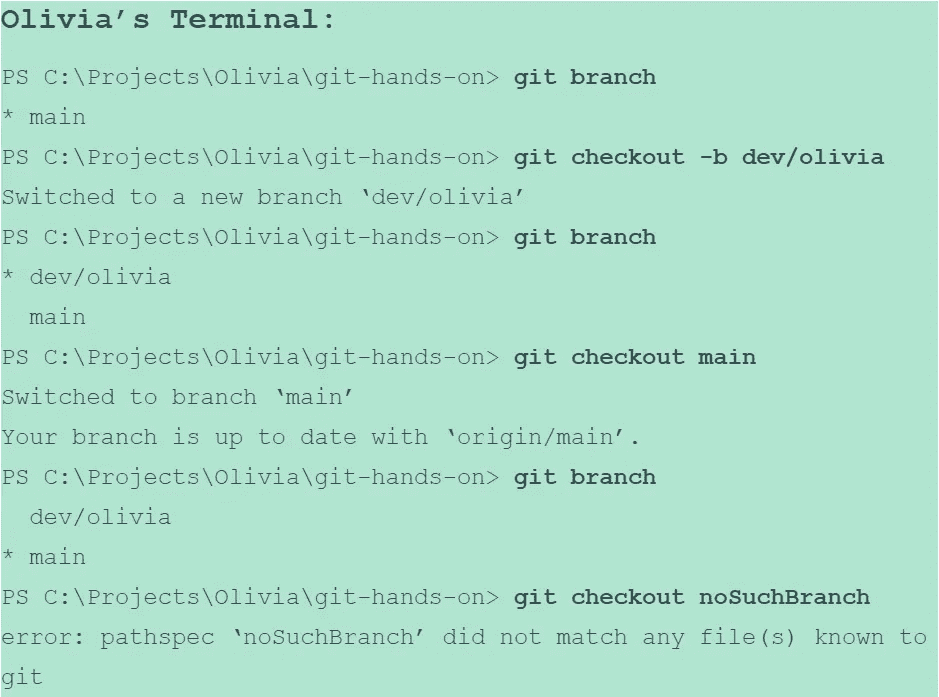 Olivia’s Terminal:
PS C:\Projects\Olivia\git-hands-on> git branch
* main
PS C:\Projects\Olivia\git-hands-on> git checkout -b dev/olivia
Switched to a new branch ‘dev/olivia’
PS C:\Projects\Olivia\git-hands-on> git branch
* dev/olivia
  main
PS C:\Projects\Olivia\git-hands-on> git checkout main
Switched to branch ‘main’
Your branch is up to date with ‘origin/main’.
PS C:\Projects\Olivia\git-hands-on> git branch
  dev/olivia
* main
PS C:\Projects\Olivia\git-hands-on> git checkout noSuchBranch
error: pathspec ‘noSuchBranch’ did not match any file(s) known to
git